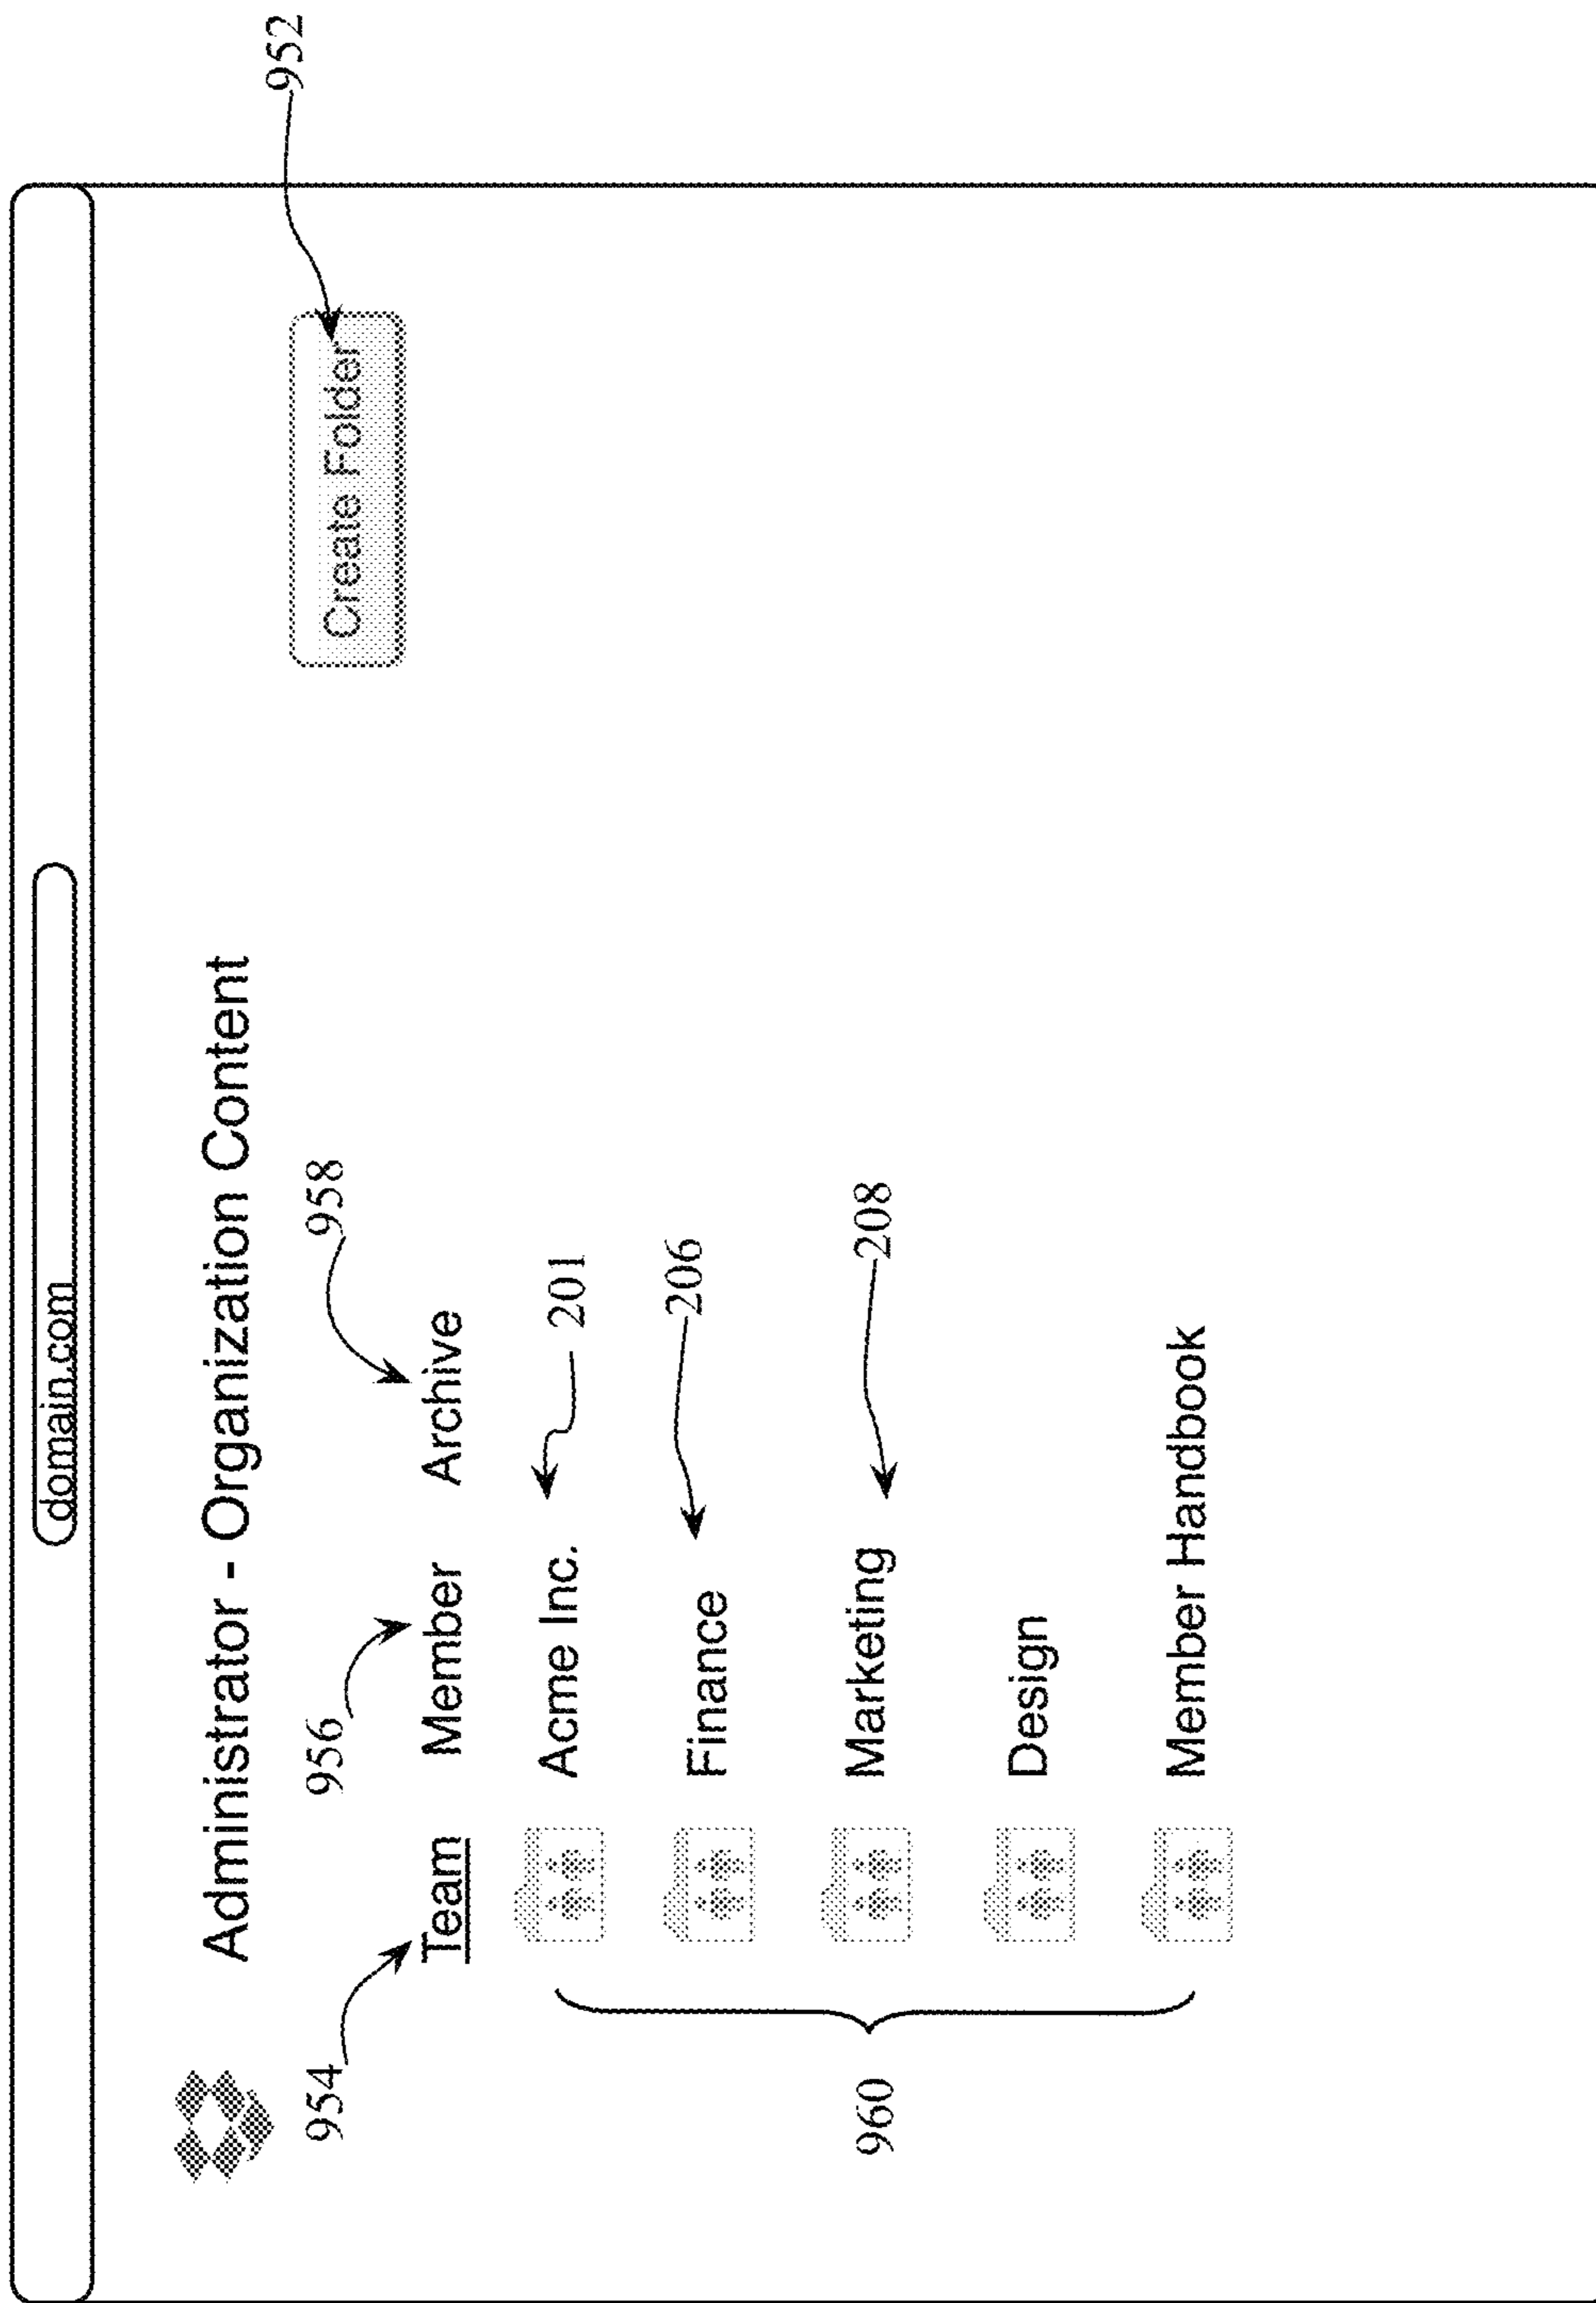 952
domain.com
Administrator - Organization Content
Create Folder
954
956
958
Team Member Archive
Acme Inc.
201
Finance
206
Marketing
208
Design
Member Handbook
960